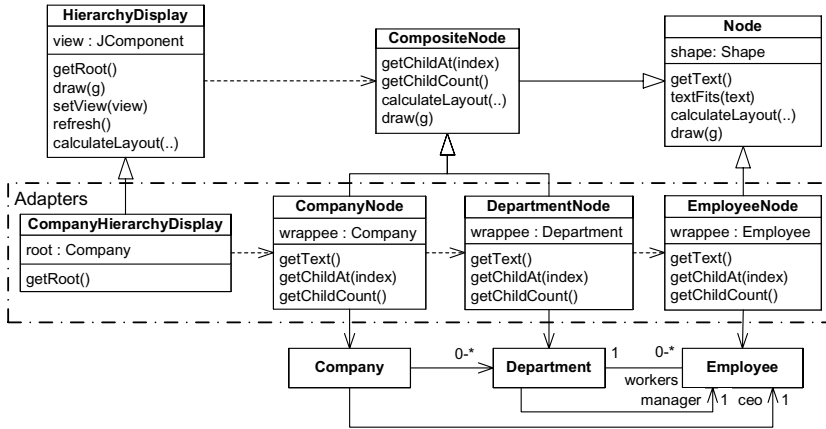 HierarchyDisplay
view : JComponent
getRoot()
draw(g)
setView(view)
refresh()
calculateLayout(..)
CompositeNode
getChildAt(index)
getChildCount()
calculateLayout(..)
draw(g)
Node
shape: Shape
getText()
textFits(text)
calculateLayout(..)
draw(g)
Adapters
CompanyHierarchyDisplay
root : Company
getRoot()
CompanyNode
wrappee : Company
getText()
getChildAt(index)
getChildCount()
DepartmentNode
wrappee : Department
getText()
getChildAt(index)
getChildCount()
EmployeeNode
wrappee : Employee
getText()
getChildAt(index)
getChildCount()
Company
0-*
Department
1
0-*
workers
Employee
manager
1
ceo
1